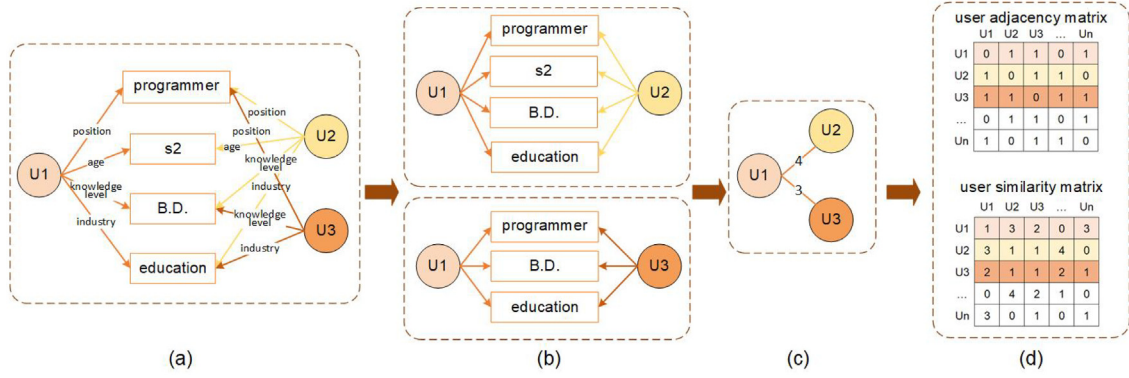 programmer
position
age
s2
U1
knowledge
level
B.D.
industry
education
position
position
age
U2
knowledge
level
industry
knowledge
level
industry
U3
(a)
programmer
s2
U1
U2
B.D.
education
programmer
U1
B.D.
U3
education
(b)
U2
4
U1
3
U3
(c)
user adjacency matrix
U1 U2 U3 ... Un
U1 0 1 1 0 1
U2 1 0 1 1 0
U3 1 1 0 1 1
... 0 1 1 0 1
Un 1 0 1 1 0
user similarity matrix
U1 U2 U3 ... Un
U1 1 3 2 0 3
U2 3 1 1 4 0
U3 2 1 1 2 1
... 0 4 2 1 0
Un 3 0 1 0 1
(d)